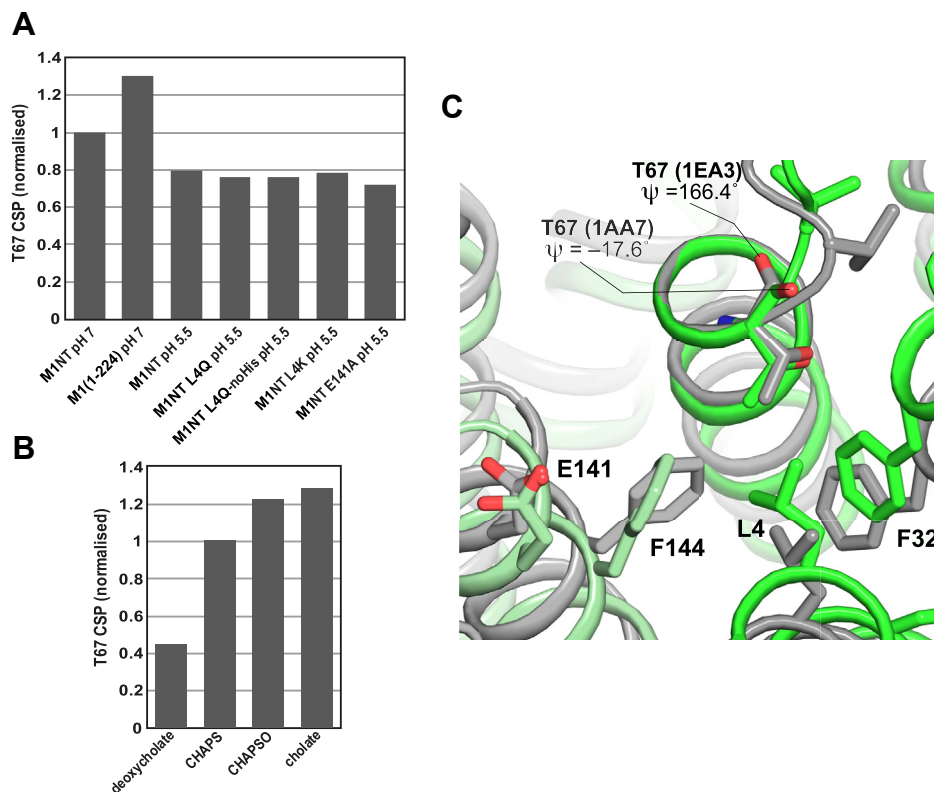 A
T67 CSP (normalised)
1.4
1.2
1
0.8
0.6
0.4
0.2
0
M1NT pH 7
M1(1-224) pH 7
M1NT pH 5.5
M1NT L4Q pH 5.5
M1NT L4Q-noHis pH 5.5
M1NT L4K pH 5.5
M1NT E141A pH 5.5
B
T67 CSP (normalised)
1.4
1.2
1
0.8
0.6
0.4
0.2
0
deoxycholate
CHAPS
CHAPSO
cholate
C
T67 (1EA3)
ψ =166.4°
T67 (1AA7)
ψ = –17.6°
E141
F144
L4
F32